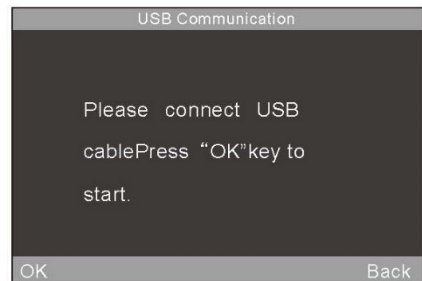 USB Communication
Please connect USB
cablePress “OK”key to
start.
OK Back